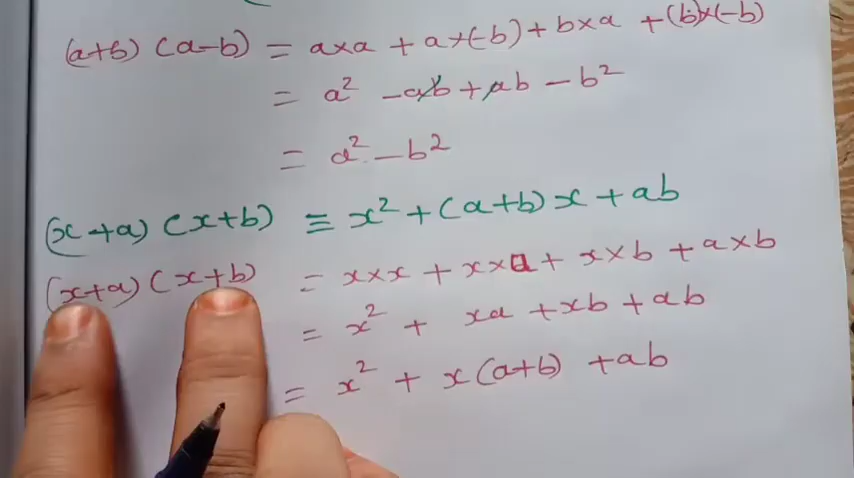 (a+b) (a-b) = a×a + a×(-b) + b×a + (b)×(-b)
= a² - ab + ab - b²
= a² - b²
(x+a) (x+b) ≡ x² + (a+b) x + ab
(x+a) (x+b) = x×x + x×a + x×b + a×b
= x² + xa + xb + ab
= x² + x(a+b) + ab